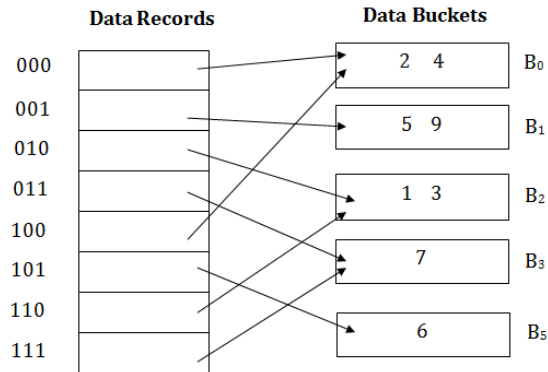 Data Records Data Buckets
000 2 4 B₀
001 5 9 B₁
010
011 1 3 B₂
100
101 7 B₃
110
111 6 B₅